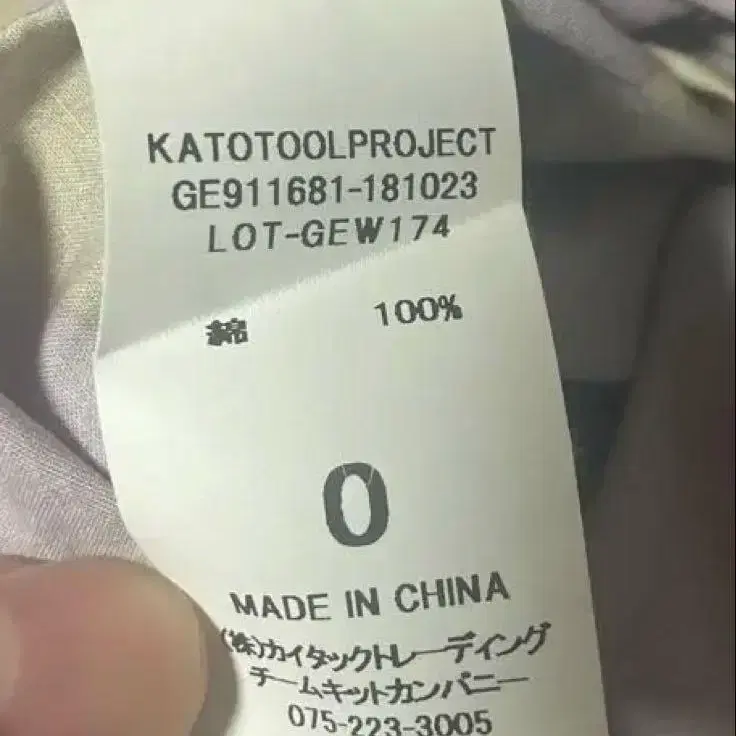 KATOTOOLPROJECT
GE911681-181023
LOT-GEW174
綿 100%
0
MADE IN CHINA
(株)カイタックトレーディング
チームキットカンパニー
075-223-3005